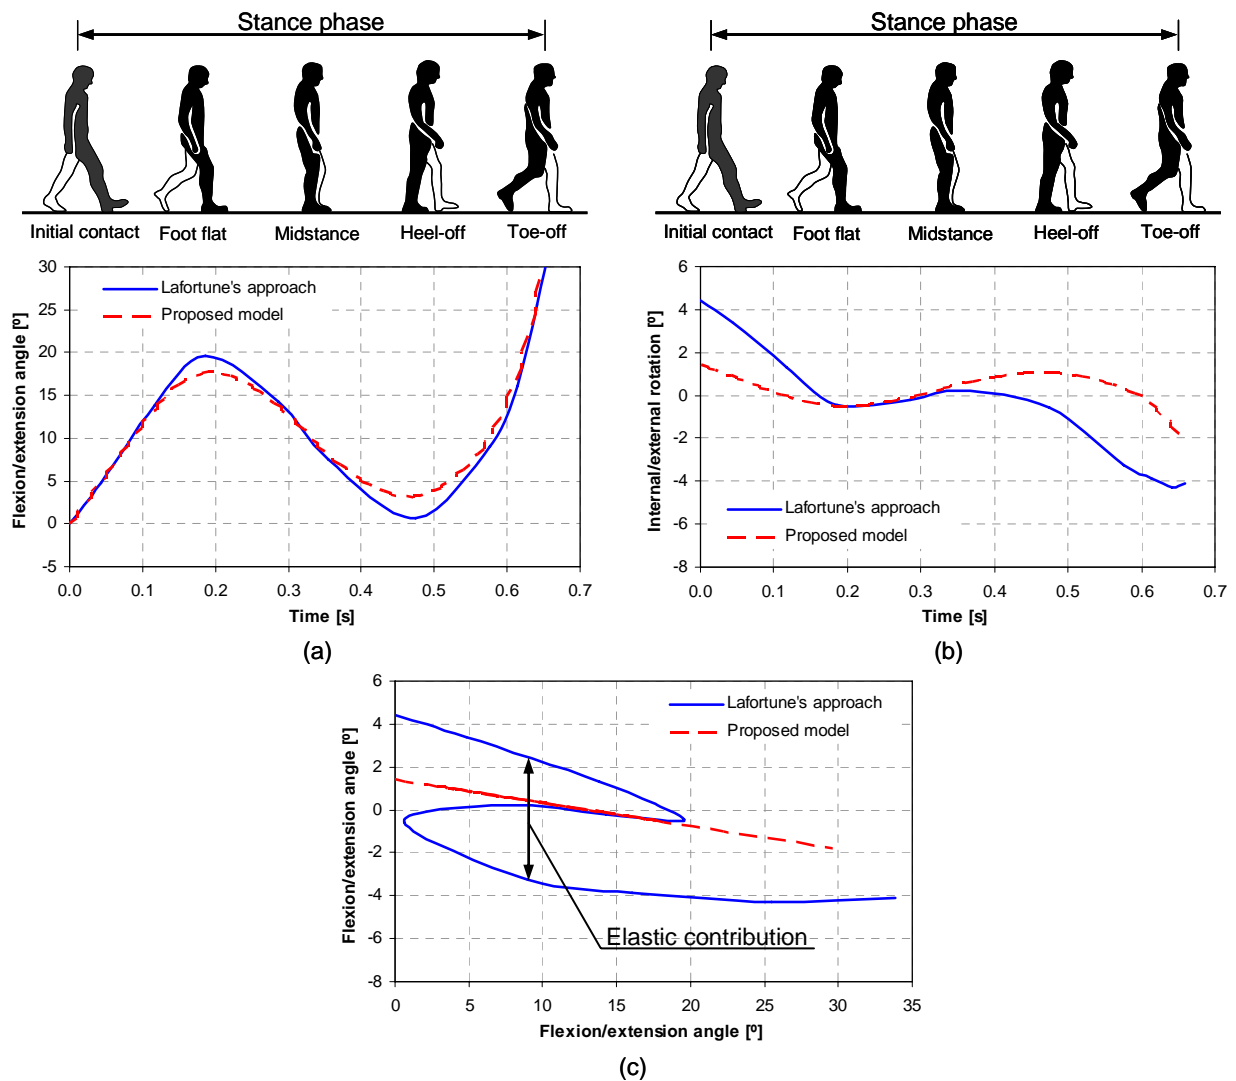 Stance phase
Initial contact Foot flat Midstance Heel-off Toe-off
Flexion/extension angle [º]
30
25
20
15
10
5
0
-5
Lafortune's approach
Proposed model
0.0 0.1 0.2 0.3 0.4 0.5 0.6 0.7
Time [s]
(a)
Stance phase
Initial contact Foot flat Midstance Heel-off Toe-off
Internal/external rotation [º]
6
4
2
0
-2
-4
-6
-8
Lafortune's approach
Proposed model
0.0 0.1 0.2 0.3 0.4 0.5 0.6 0.7
Time [s]
(b)
Flexion/extension angle [º]
6
4
2
0
-2
-4
-6
-8
Lafortune's approach
Proposed model
Elastic contribution
0 5 10 15 20 25 30 35
Flexion/extension angle [º]
(c)